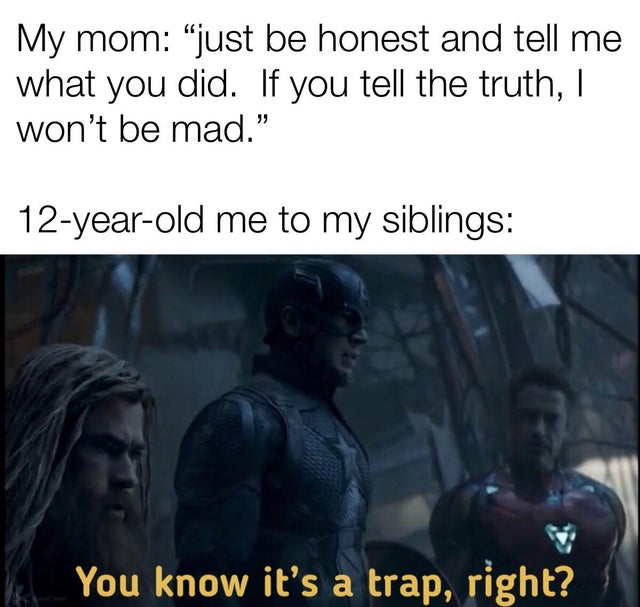 My mom: “just be honest and tell me
what you did.  If you tell the truth, I
won’t be mad.”
12-year-old me to my siblings:
You know it’s a trap, right?